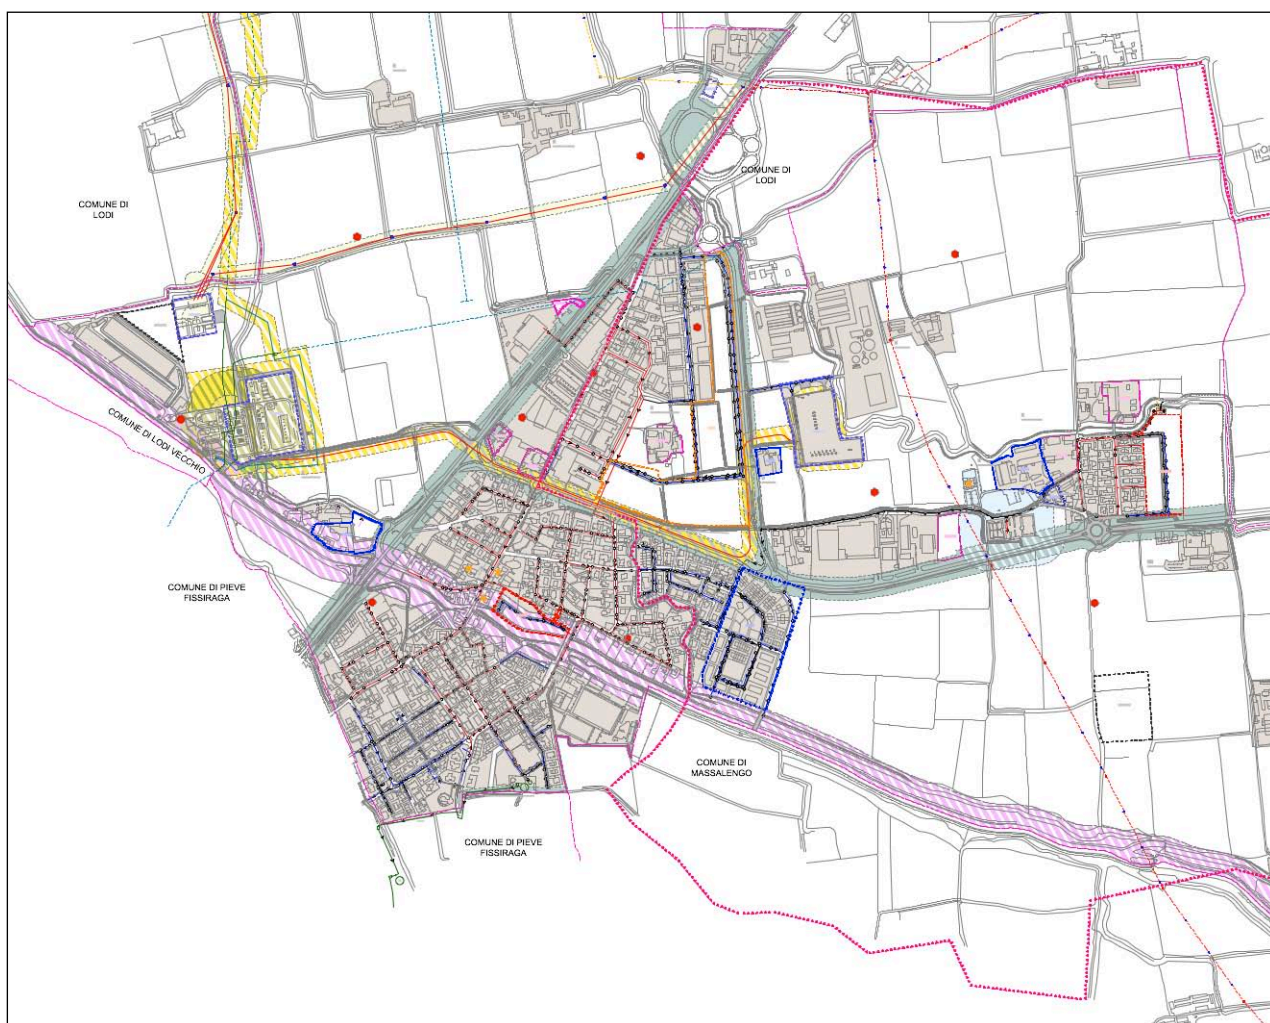 COMUNE DI
LODI
COMUNE DI
LODI
COMUNE DI LODI VECCHIO
COMUNE DI PIEVE
FISSIRAGA
COMUNE DI
MASSALENGO
COMUNE DI PIEVE
FISSIRAGA